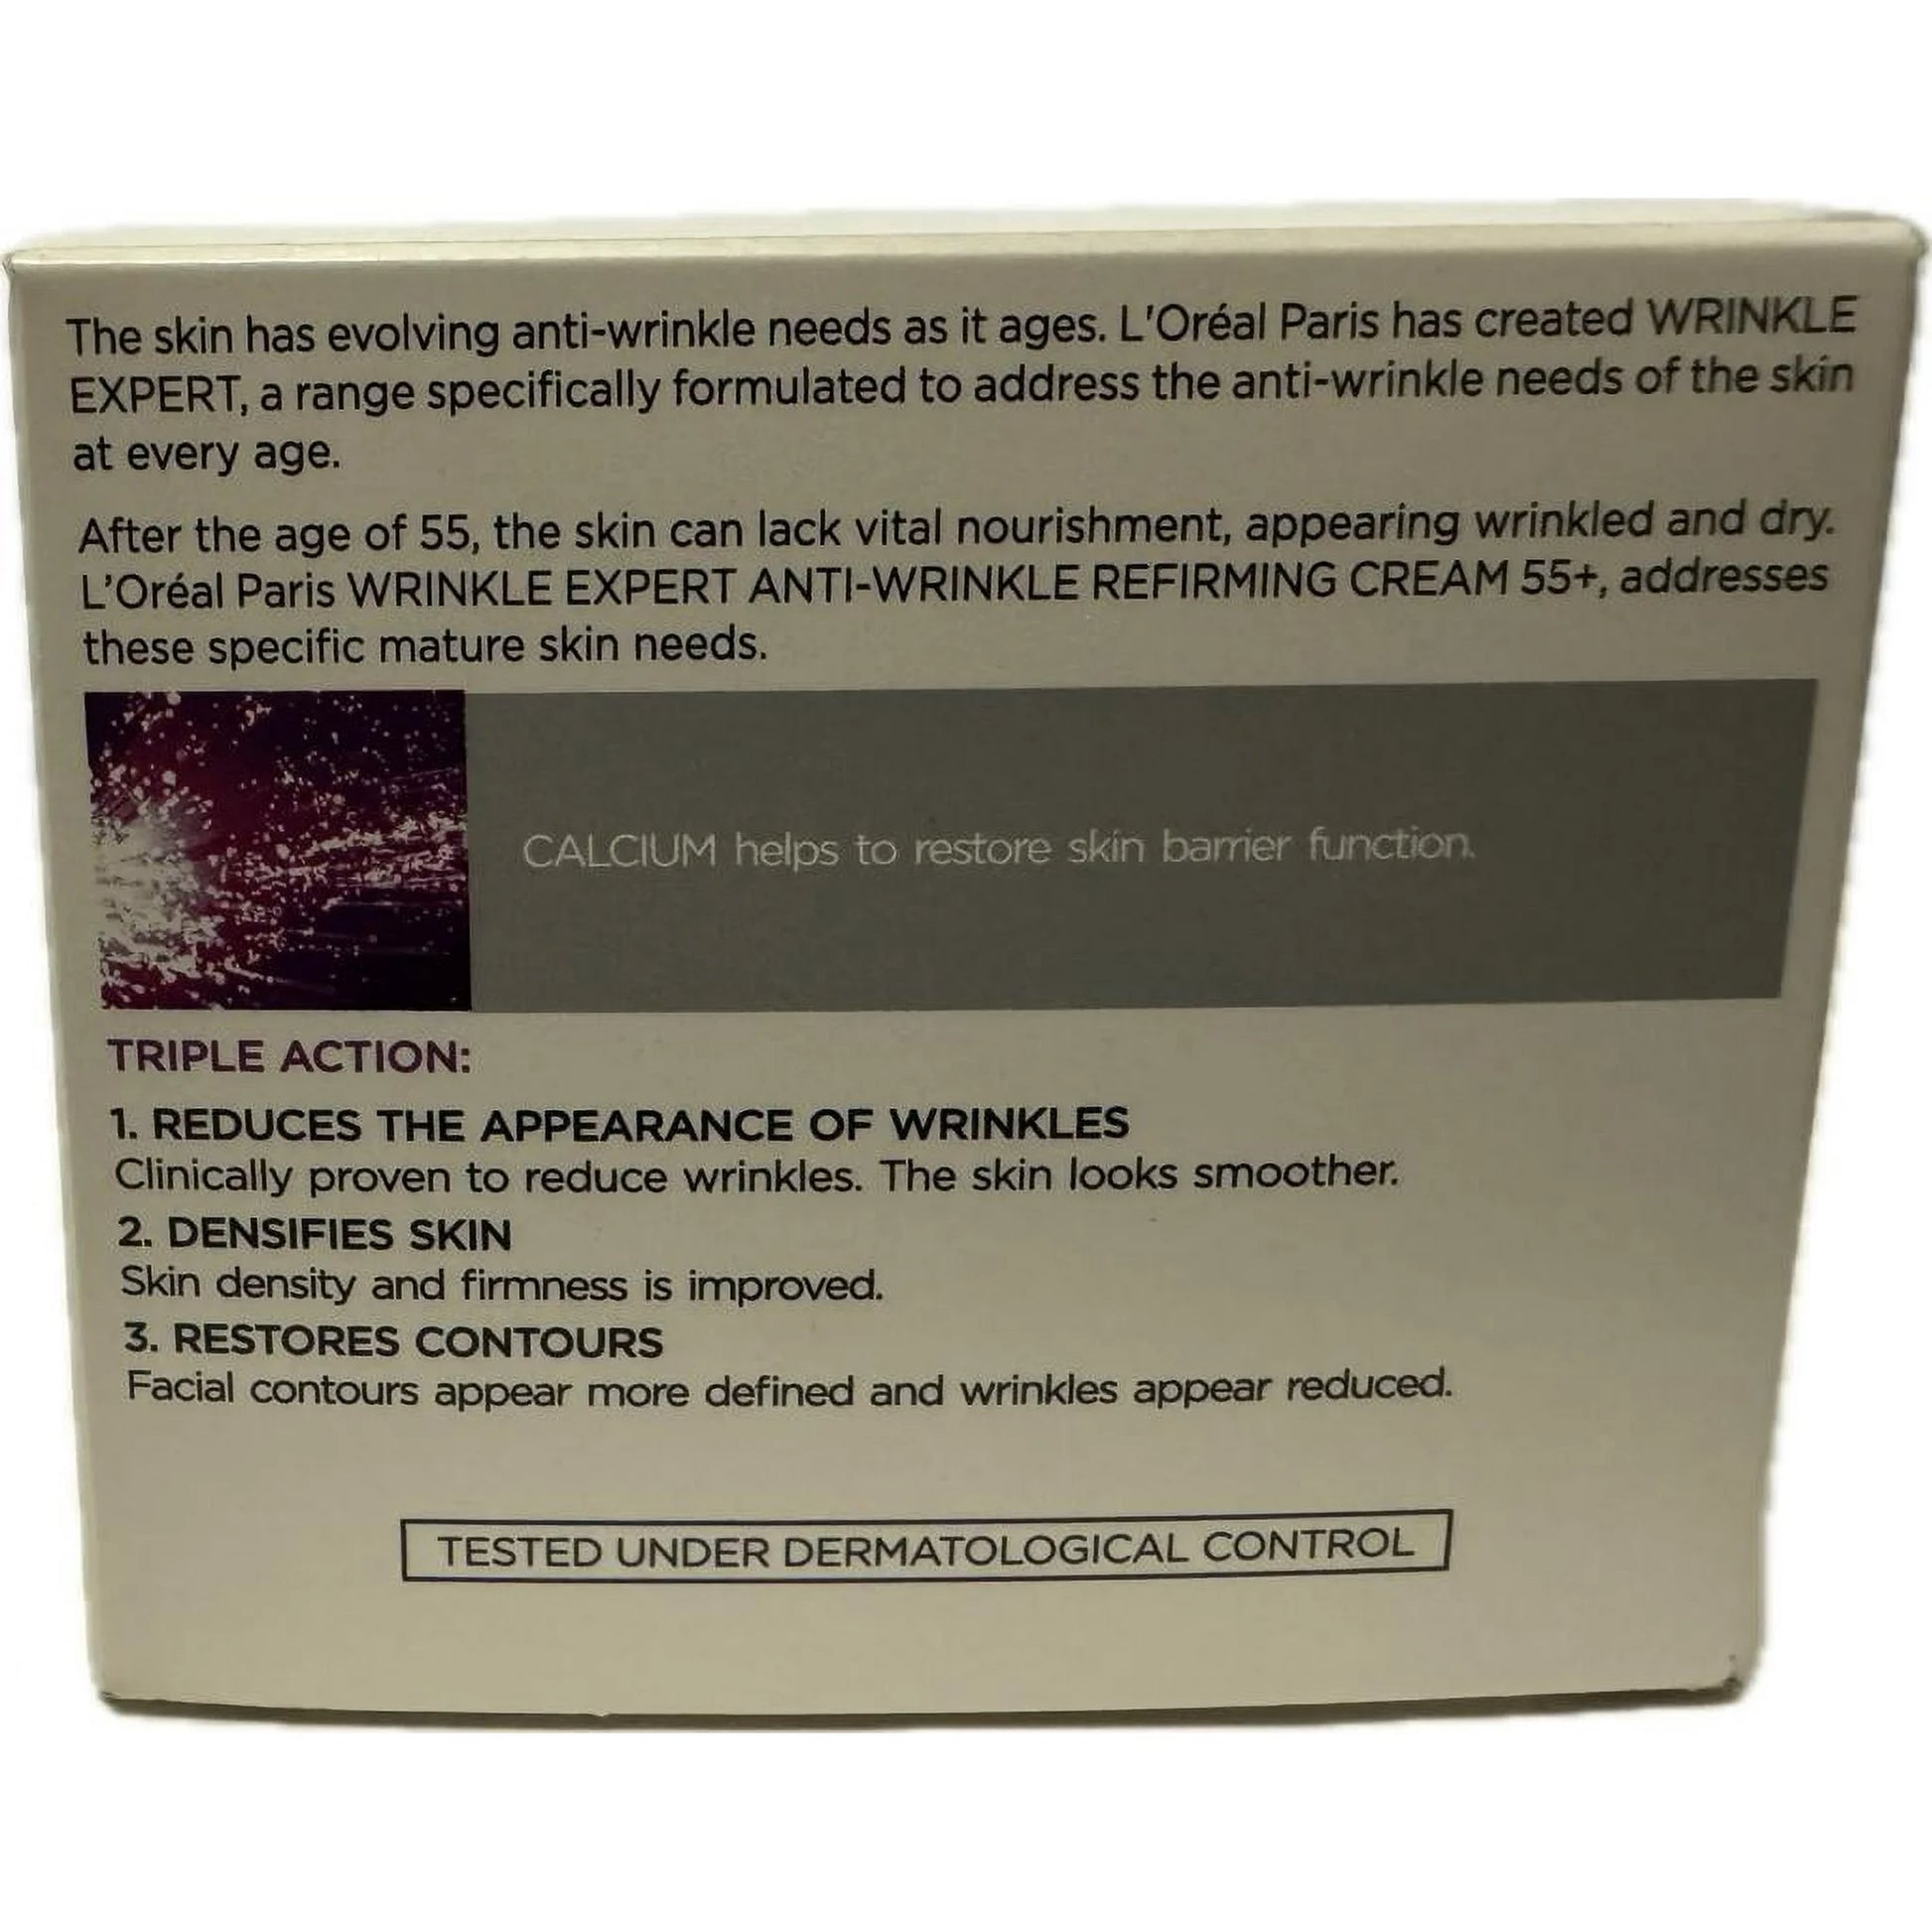 The skin has evolving anti-wrinkle needs as it ages. L'Oréal Paris has created WRINKLE
EXPERT, a range specifically formulated to address the anti-wrinkle needs of the skin
at every age.
After the age of 55, the skin can lack vital nourishment, appearing wrinkled and dry.
L'Oréal Paris WRINKLE EXPERT ANTI-WRINKLE REFIRMING CREAM 55+, addresses
these specific mature skin needs.
CALCIUM helps to restore skin barrier function.
TRIPLE ACTION:
1. REDUCES THE APPEARANCE OF WRINKLES
Clinically proven to reduce wrinkles. The skin looks smoother.
2. DENSIFIES SKIN
Skin density and firmness is improved.
3. RESTORES CONTOURS
Facial contours appear more defined and wrinkles appear reduced.
TESTED UNDER DERMATOLOGICAL CONTROL